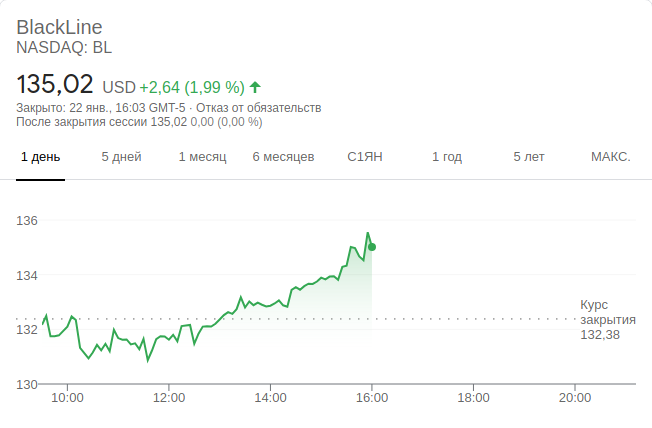 BlackLine
NASDAQ: BL
135,02 USD +2,64 (1,99 %)
Закрыто: 22 янв., 16:03 GMT-5 · Отказ от обязательств
После закрытия сессии 135,02 0,00 (0,00 %)
1 день 5 дней 1 месяц 6 месяцев С1ЯН 1 год 5 лет МАКС.
136
134
Курс
закрытия
132,38
132
130
10:00 12:00 14:00 16:00 18:00 20:00